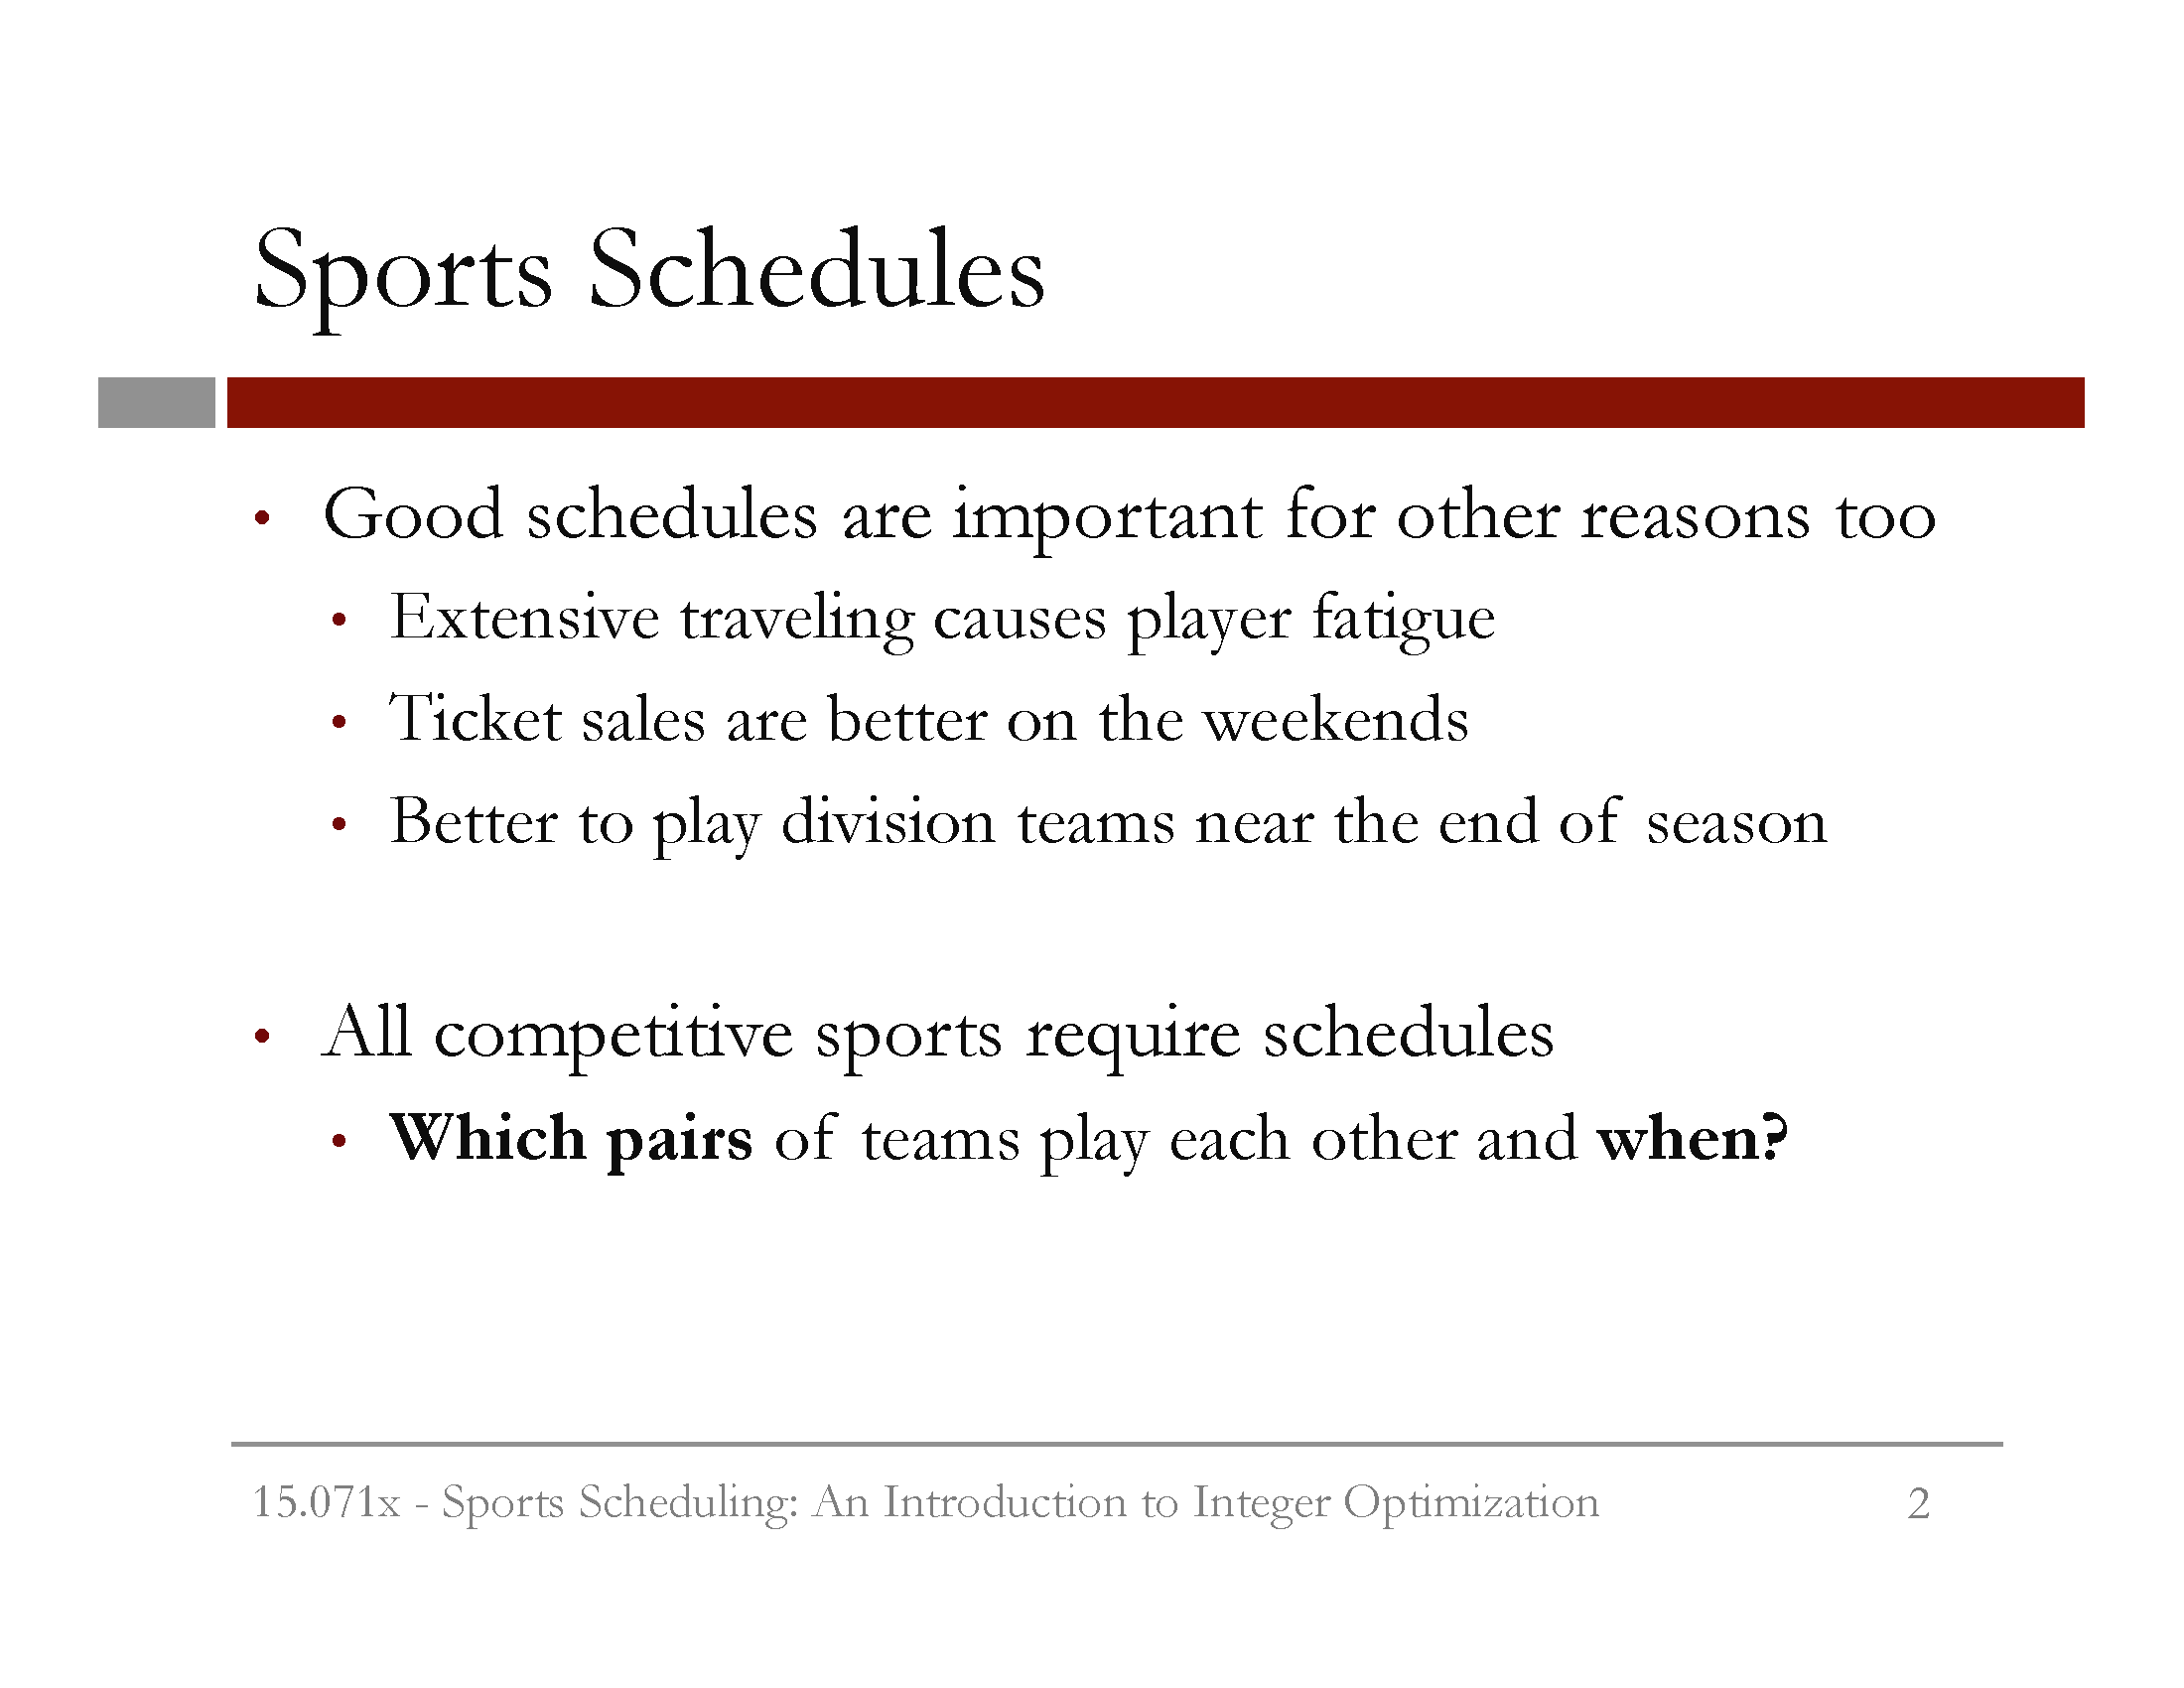 Sports Schedules
• Good schedules are important for other reasons too
• Extensive traveling causes player fatigue
• Ticket sales are better on the weekends
• Better to play division teams near the end of season
• All competitive sports require schedules
• Which pairs of teams play each other and when?
15.071x - Sports Scheduling: An Introduction to Integer Optimization 2